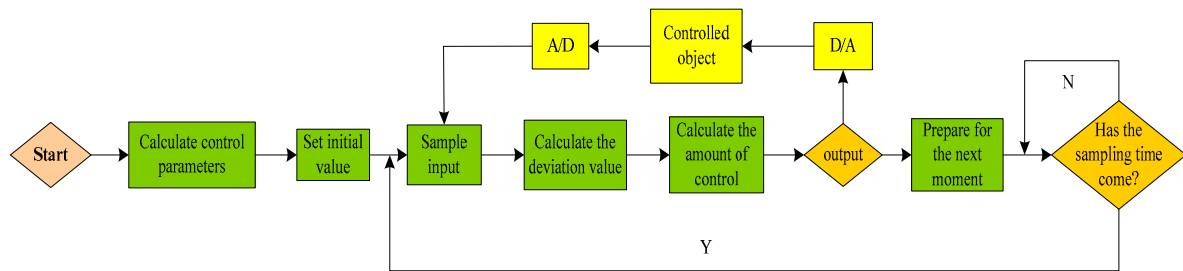 A/D
Controlled
object
D/A
N
Start
Calculate control
parameters
Set initial
value
Sample
input
Calculate the
deviation value
Calculate the
amount of
control
output
Prepare for
the next
moment
Has the
sampling time
come?
Y